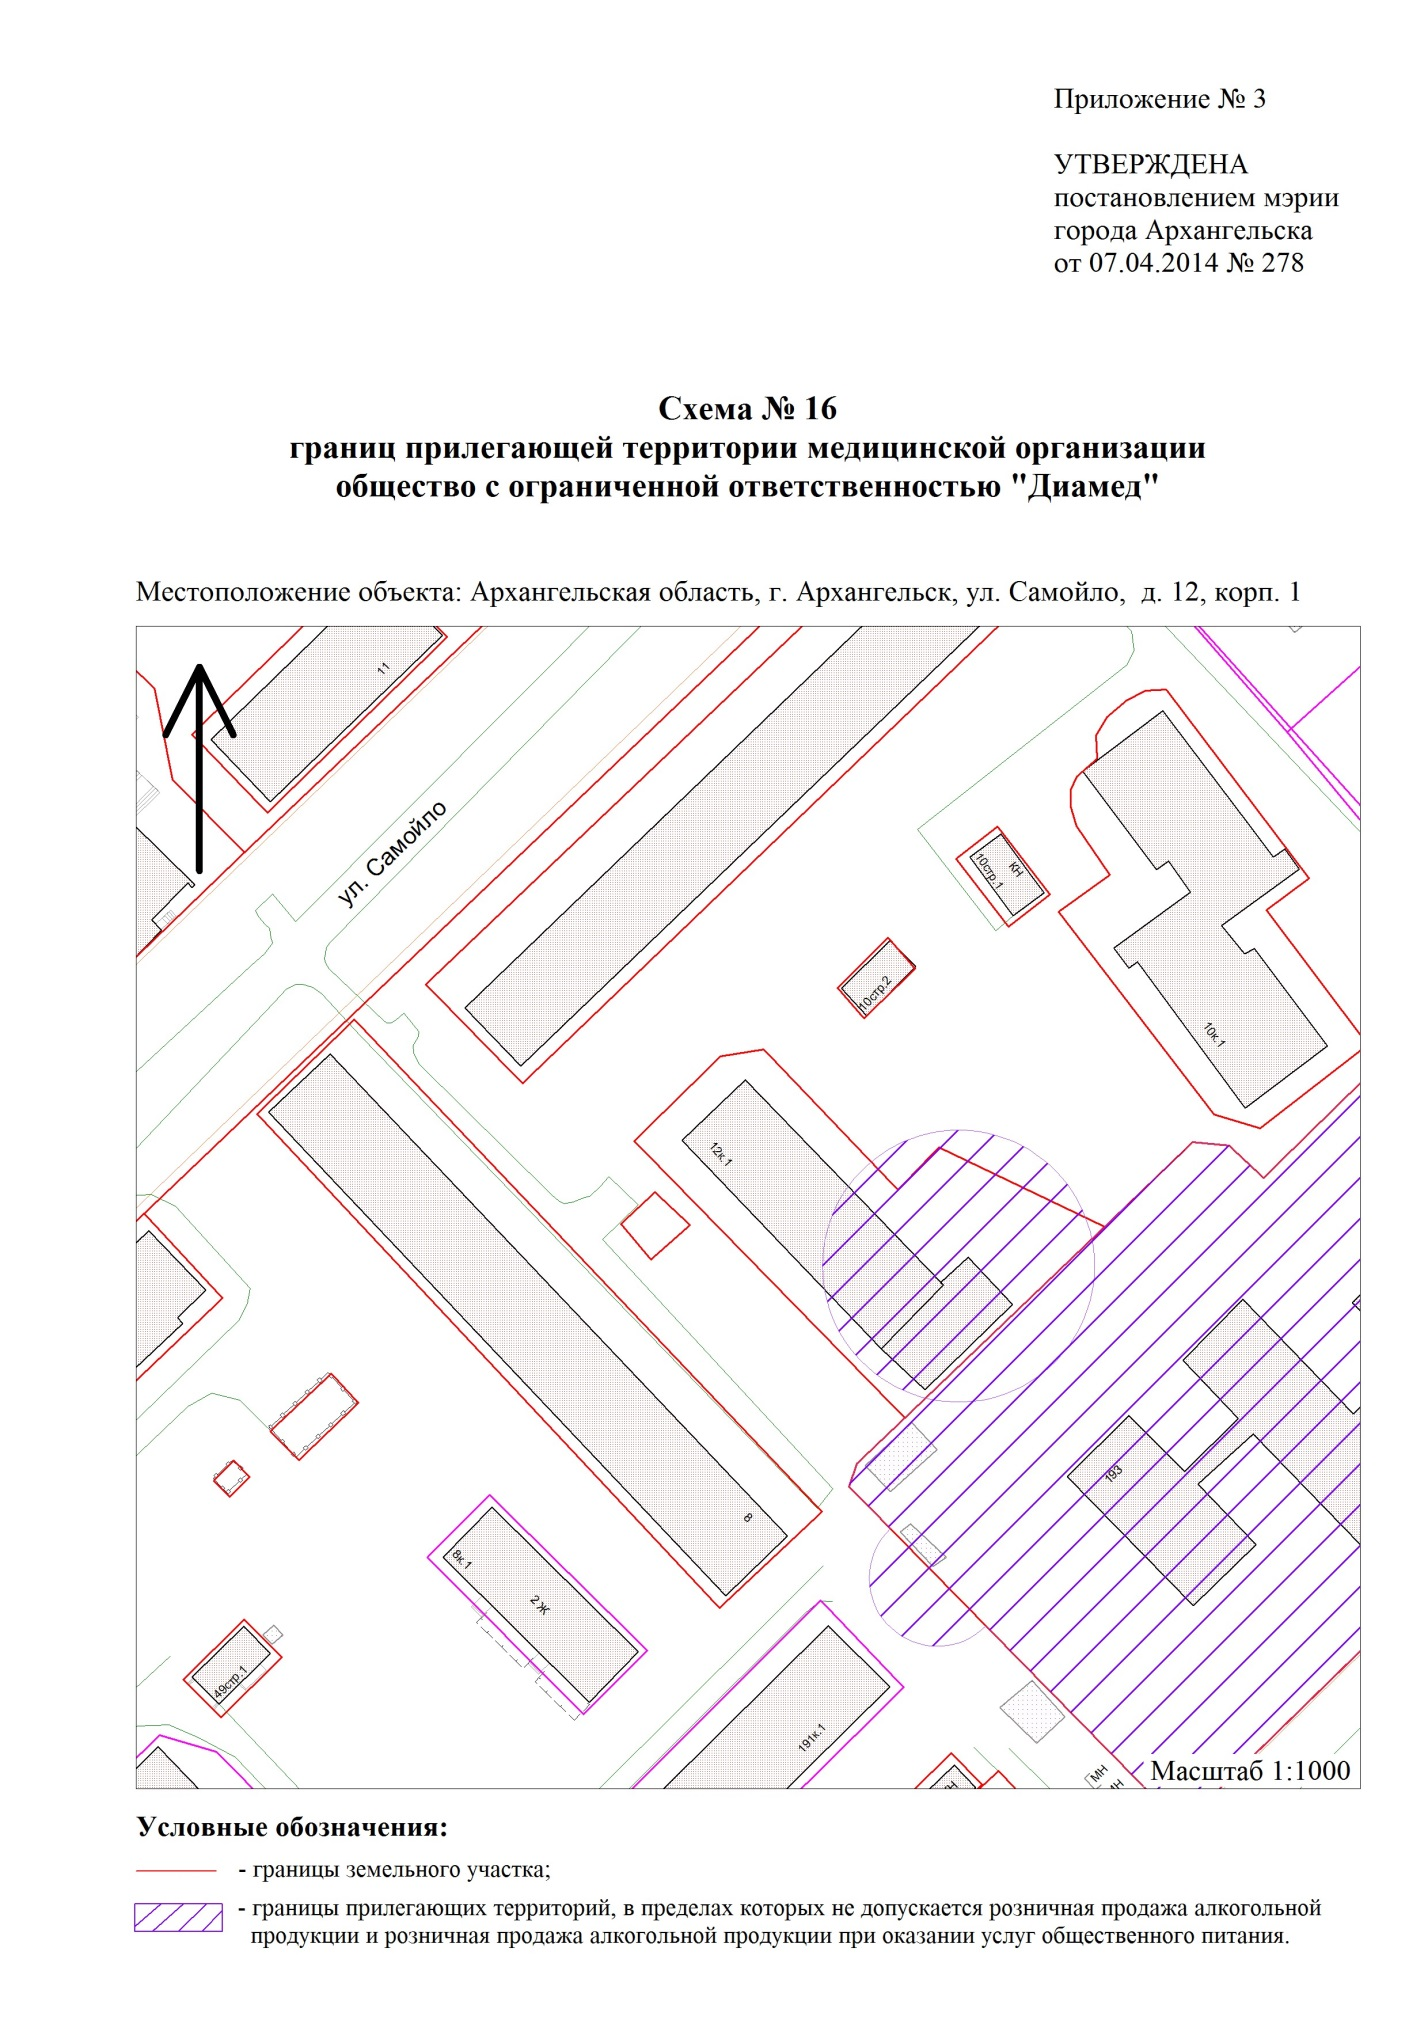 Приложение № 3
УТВЕРЖДЕНА
постановлением мэрии
города Архангельска
от 07.04.2014 № 278
Схема № 16
границ прилегающей территории медицинской организации
общество с ограниченной ответственностью "Диамед"
Местоположение объекта: Архангельская область, г. Архангельск, ул. Самойло, д. 12, корп. 1
11
ул. Самойло
10стр.1
КН
10стр.2
10к.1
12к.1
193
8
8к.1
2 Ж
49стр.1
191к.1
МН
Масштаб 1:1000
Условные обозначения:
- границы земельного участка;
- границы прилегающих территорий, в пределах которых не допускается розничная продажа алкогольной
продукции и розничная продажа алкогольной продукции при оказании услуг общественного питания.